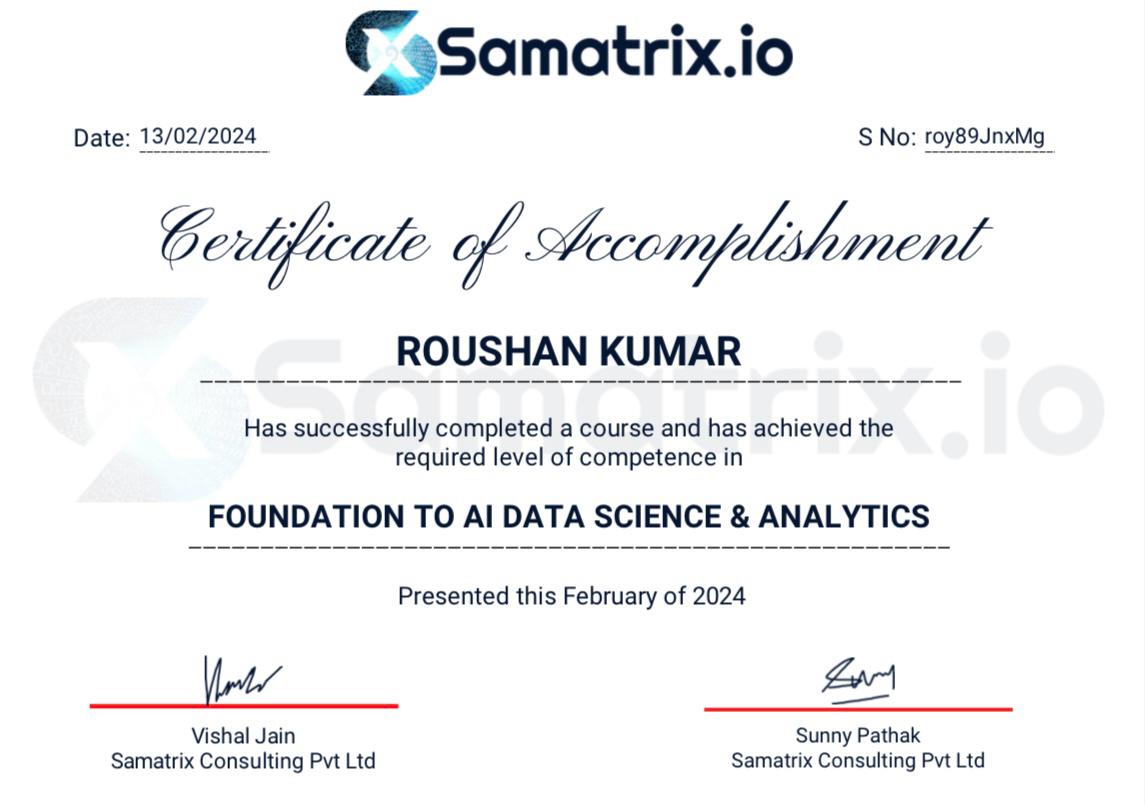 Samatrix.io
Date: 13/02/2024
S No: roy89JnxMg
Certificate of Accomplishment
Samatrix.io
ROUSHAN KUMAR
Has successfully completed a course and has achieved the
required level of competence in
FOUNDATION TO AI DATA SCIENCE & ANALYTICS
Presented this February of 2024
Vishal Jain
Samatrix Consulting Pvt Ltd
Sunny Pathak
Samatrix Consulting Pvt Ltd